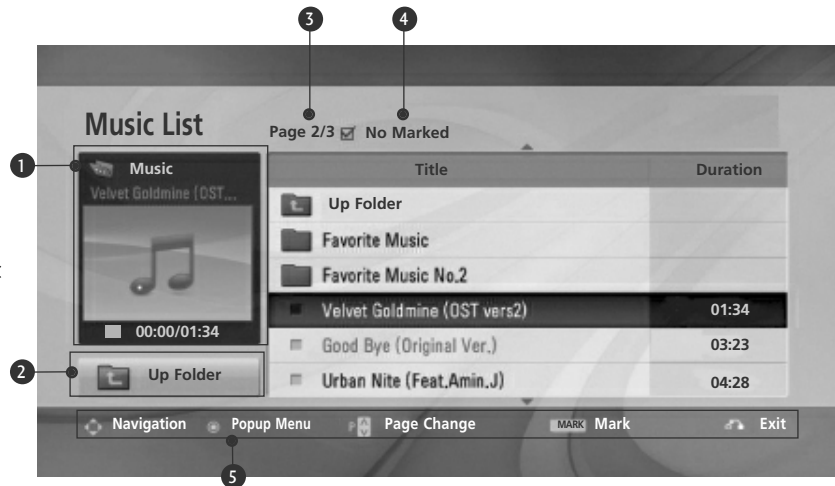 3 4
Music List
Page 2/3 No Marked
1
Music
Title Duration
Velvet Goldmine (OST...
Up Folder
Favorite Music
Favorite Music No.2
Velvet Goldmine (OST vers2) 01:34
00:00/01:34
Good Bye (Original Ver.) 03:23
2
Up Folder
Urban Nite (Feat.Amin.J) 04:28
Navigation Popup Menu P Page Change MARK Mark Exit
5